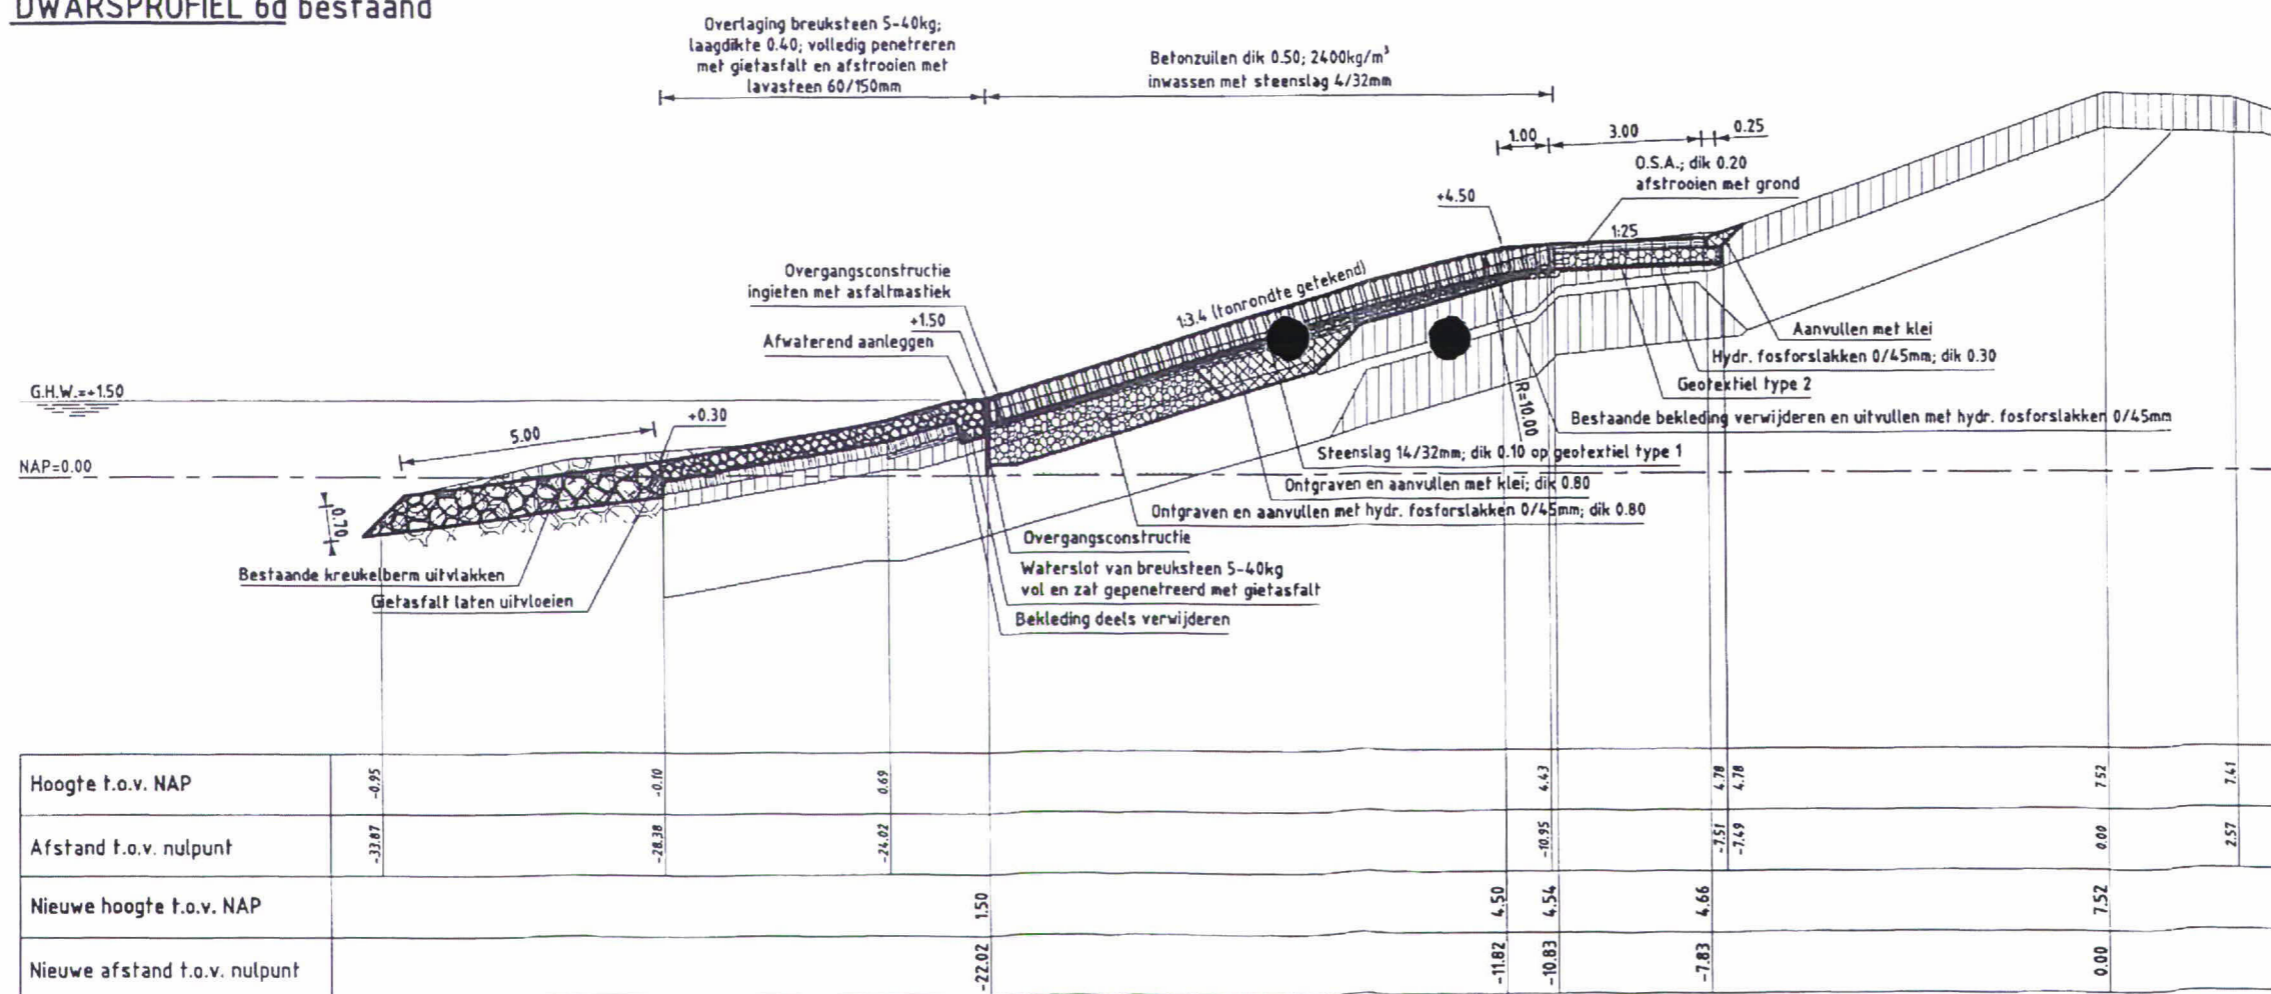 DWARSPROFIEL 6d bestaand
Overlaging breuksteen 5-40kg;
laagdikte 0.40; volledig penetreren
met gietasfalt en afstrooien met
lavasteen 60/150mm
Betonzuilen dik 0.50; 2400kg/m³
inwassen met steenslag 4/32mm
1.00
3.00
0.25
O.S.A.; dik 0.20
afstrooien met grond
+4.50
1:25
Overgangsconstructie
ingieten met asfaltmastiek
1:3.4 (tonrondte getekend)
+1.50
Afwaterend aanleggen
G.H.W.=+1.50
+0.30
5.00
NAP=0.00
0.70
R=10.00
Aanvullen met klei
Hydr. fosforslakken 0/45mm; dik 0.30
Geotextiel type 2
Bestaande bekleding verwijderen en uitvullen met hydr. fosforslakken 0/45mm
Steenslag 14/32mm; dik 0.10 op geotextiel type 1
Ontgraven en aanvullen met klei; dik 0.80
Ontgraven en aanvullen met hydr. fosforslakken 0/45mm; dik 0.80
Overgangsconstructie
Waterslot van breuksteen 5-40kg
vol en zat gepenetreerd met gietasfalt
Bekleding deels verwijderen
Bestaande kreukelberm uitvlakken
Gietasfalt laten uitvloeien
Hoogte t.o.v. NAP -0.95 -0.10 0.69 4.43 4.78 4.78 7.52 7.41
Afstand t.o.v. nulpunt -33.87 -28.38 -24.02 -10.95 -7.51 -7.49 0.00 2.57
Nieuwe hoogte t.o.v. NAP 1.50 4.50 4.54 4.66 7.52
Nieuwe afstand t.o.v. nulpunt -22.02 -11.82 -10.83 -7.83 0.00